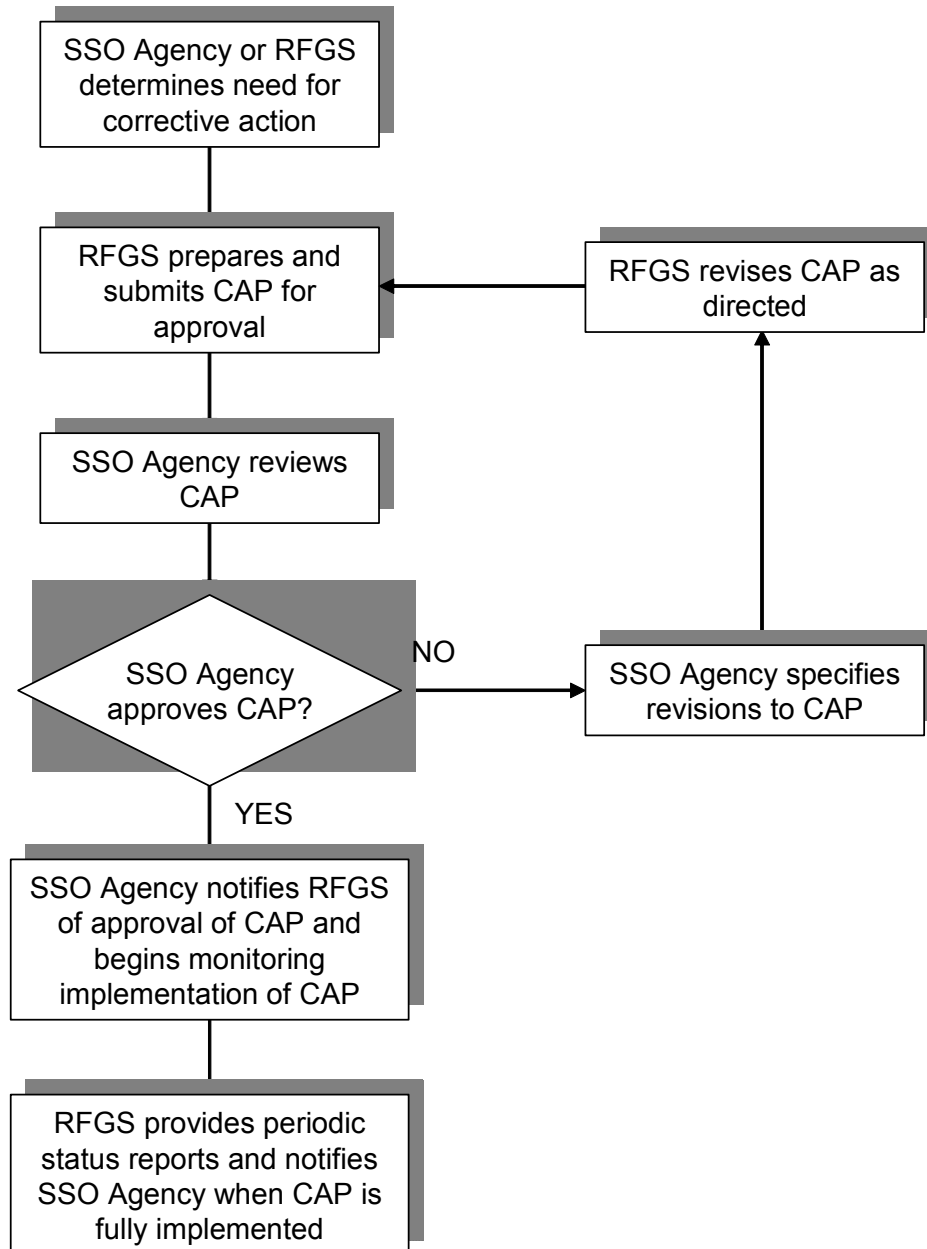 SSO Agency or RFGS
determines need for
corrective action
RFGS prepares and
submits CAP for
approval
RFGS revises CAP as
directed
SSO Agency reviews
CAP
SSO Agency
approves CAP?
NO
SSO Agency specifies
revisions to CAP
YES
SSO Agency notifies RFGS
of approval of CAP and
begins monitoring
implementation of CAP
RFGS provides periodic
status reports and notifies
SSO Agency when CAP is
fully implemented